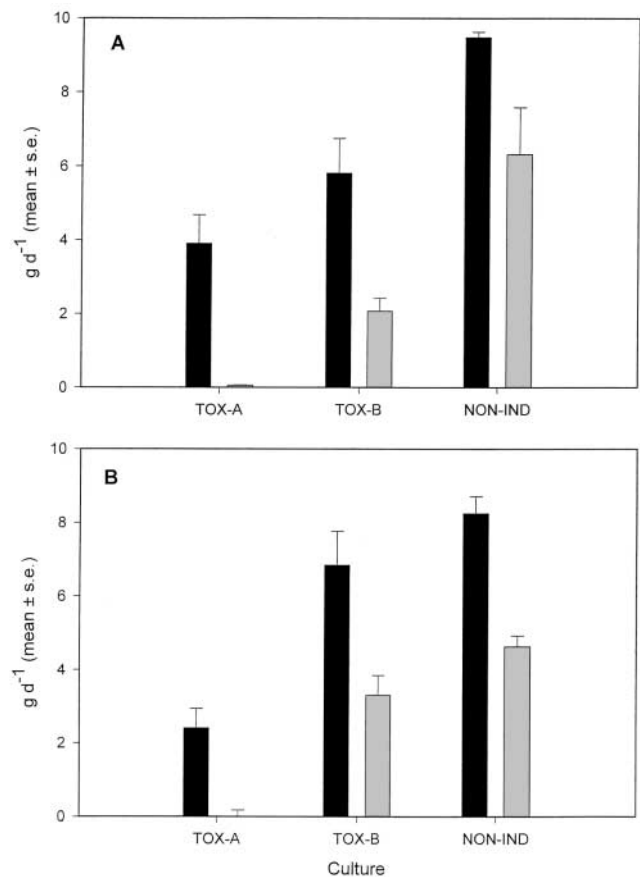 A
10
8
6
4
2
0
g d⁻¹ (mean ± s.e.)
TOX-A TOX-B NON-IND
B
10
8
6
4
2
0
g d⁻¹ (mean ± s.e.)
TOX-A TOX-B NON-IND
Culture